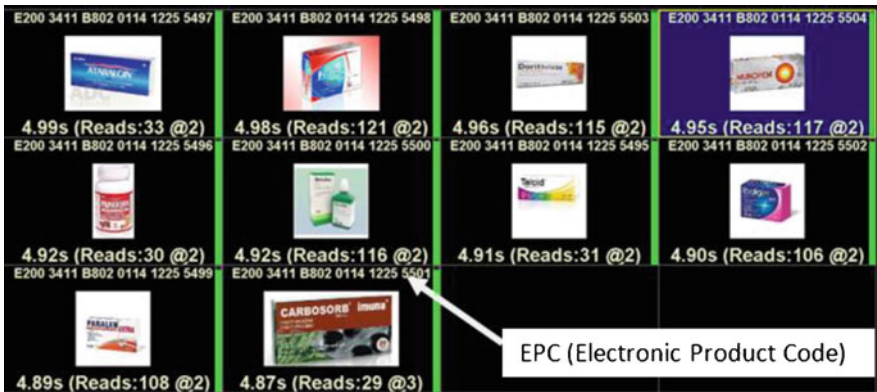 E200 3411 B802 0114 1225 5497
ATARALGIN
4.99s (Reads:33 @2)
E200 3411 B802 0114 1225 5498
4.98s (Reads:121 @2)
E200 3411 B802 0114 1225 5503
Dorithricin
4.96s (Reads:115 @2)
E200 3411 B802 0114 1225 5504
NUROFEN
4.95s (Reads:117 @2)
E200 3411 B802 0114 1225 5496
4.92s (Reads:30 @2)
E200 3411 B802 0114 1225 5500
4.92s (Reads:116 @2)
E200 3411 B802 0114 1225 5495
Talcid
4.91s (Reads:31 @2)
E200 3411 B802 0114 1225 5502
4.90s (Reads:106 @2)
E200 3411 B802 0114 1225 5499
PARALEN
EXTRA
4.89s (Reads:108 @2)
E200 3411 B802 0114 1225 5501
CARBOSORB imuna
4.87s (Reads:29 @3)
EPC (Electronic Product Code)